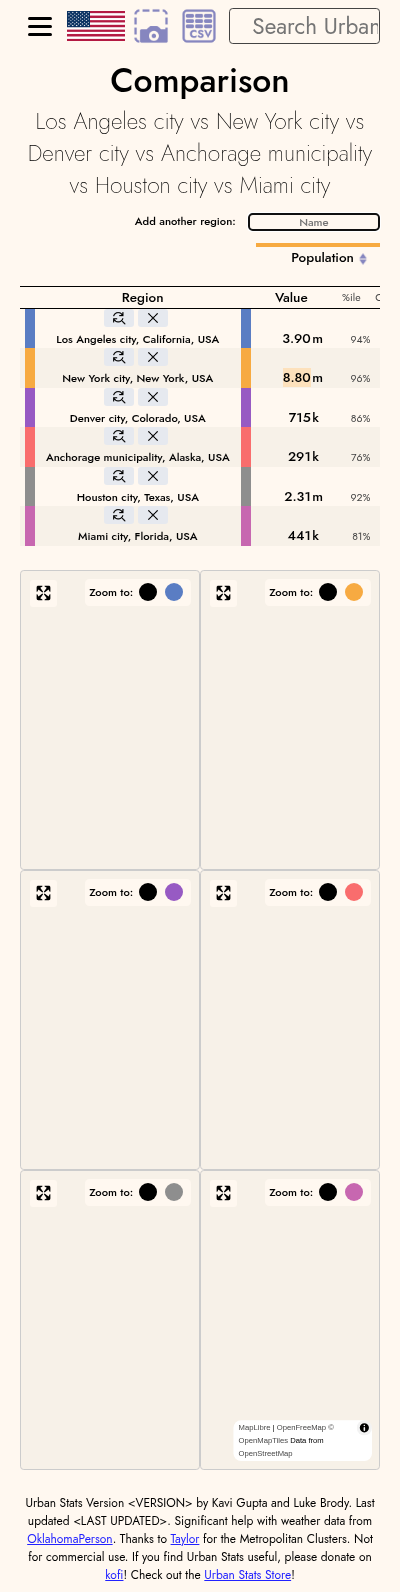 CSV
Search Urban
Comparison
Los Angeles city vs New York city vs
Denver city vs Anchorage municipality
vs Houston city vs Miami city
Add another region: Name
Population
Region Value %ile
Los Angeles city, California, USA 3.90m 94%
New York city, New York, USA 8.80m 96%
Denver city, Colorado, USA 715k 86%
Anchorage municipality, Alaska, USA 291k 76%
Houston city, Texas, USA 2.31m 92%
Miami city, Florida, USA 441k 81%
Zoom to: Zoom to:
Zoom to: Zoom to:
Zoom to: Zoom to:
MapLibre | OpenFreeMap ©
OpenMapTiles Data from
OpenStreetMap
Urban Stats Version <VERSION> by Kavi Gupta and Luke Brody. Last
updated <LAST UPDATED>. Significant help with weather data from
OklahomaPerson. Thanks to Taylor for the Metropolitan Clusters. Not
for commercial use. If you find Urban Stats useful, please donate on
kofi! Check out the Urban Stats Store!